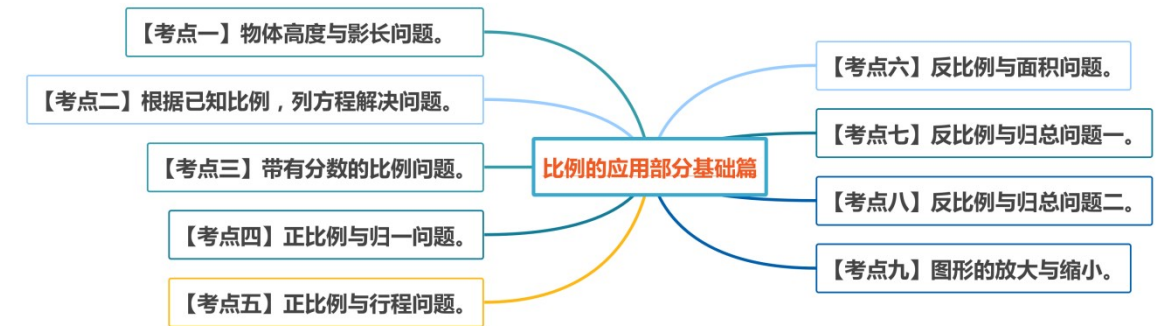 【考点一】物体高度与影长问题。
【考点二】根据已知比例，列方程解决问题。
【考点三】带有分数的比例问题。
【考点四】正比例与归一问题。
【考点五】正比例与行程问题。
比例的应用部分基础篇
【考点六】反比例与面积问题。
【考点七】反比例与归总问题一。
【考点八】反比例与归总问题二。
【考点九】图形的放大与缩小。